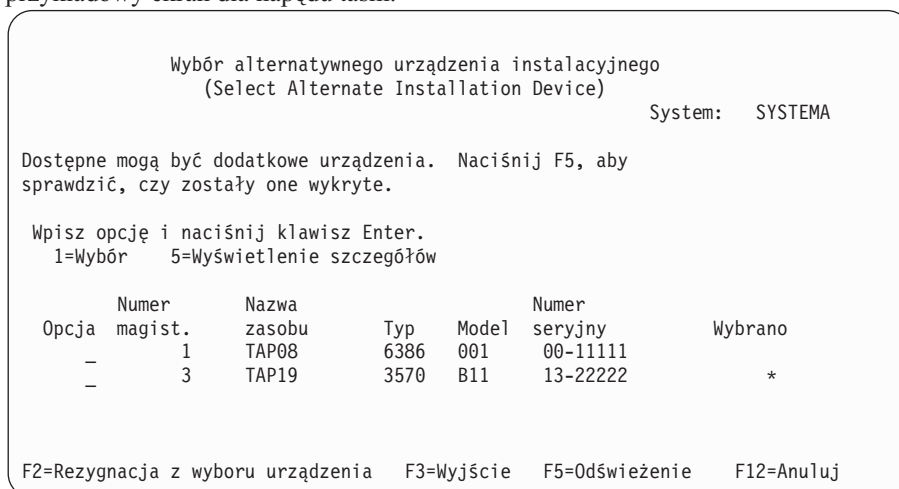 przykładowy ekran dla napędu taśm.
Wybór alternatywnego urządzenia instalacyjnego
(Select Alternate Installation Device)
System: SYSTEMA
Dostępne mogą być dodatkowe urządzenia. Naciśnij F5, aby
sprawdzić, czy zostały one wykryte.
Wpisz opcję i naciśnij klawisz Enter.
1=Wybór 5=Wyświetlenie szczegółów
Numer Nazwa Numer
Opcja magist. zasobu Typ Model seryjny Wybrano
_ 1 TAP08 6386 001 00-11111
_ 3 TAP19 3570 B11 13-22222 *
F2=Rezygnacja z wyboru urządzenia F3=Wyjście F5=Odświeżenie F12=Anuluj